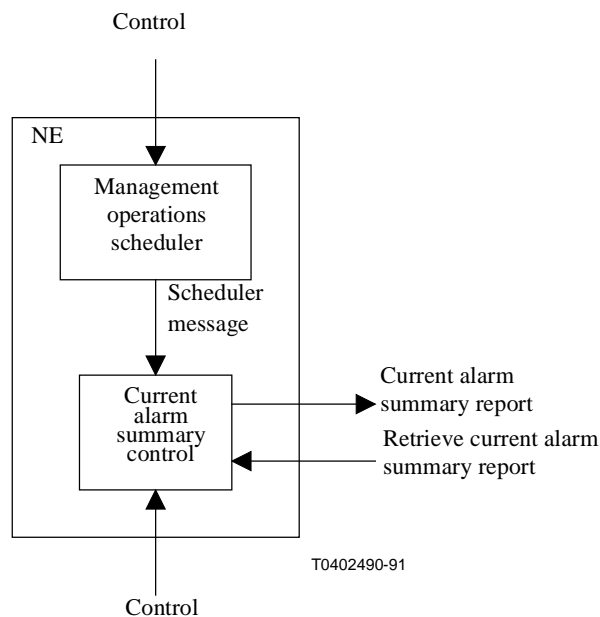 Control
NE
Management
operations
scheduler
Scheduler
message
Current
alarm
summary
control
Current alarm
summary report
Retrieve current alarm
summary report
T0402490-91
Control